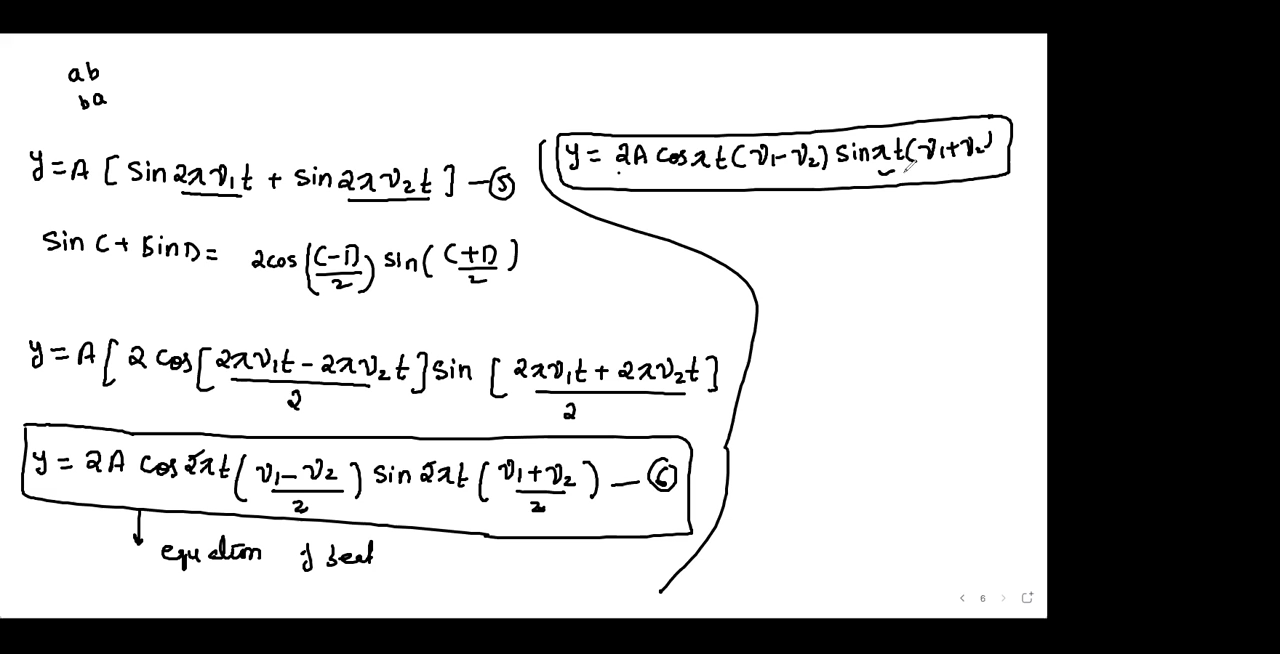 ab
ba
y = A [ Sin 2πν₁t + Sin 2πν₂t ] — ⑤
Sin C + Sin D = 2cos (C-D/2) sin (C+D/2)
y = A [ 2 cos [ 2πν₁t - 2πν₂t / 2 ] sin [ 2πν₁t + 2πν₂t / 2 ]
y = 2A cos 2πt ( ν₁ - ν₂ / 2 ) sin 2πt ( ν₁ + ν₂ / 2 ) — ⑥
equation of beat
y = 2A cos πt ( ν₁ - ν₂ ) sin πt ( ν₁ + ν₂ )
< 6 >